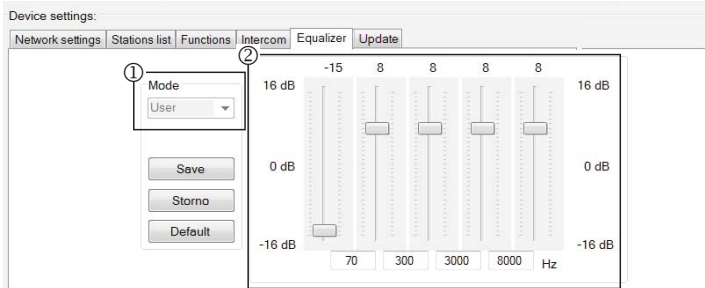 Device settings:
Network settings Stations list Functions Intercom Equalizer Update
① ②
-15 8 8 8 8
Mode 16 dB 16 dB
User
Save 0 dB 0 dB
Storno
Default
-16 dB -16 dB
70 300 3000 8000 Hz